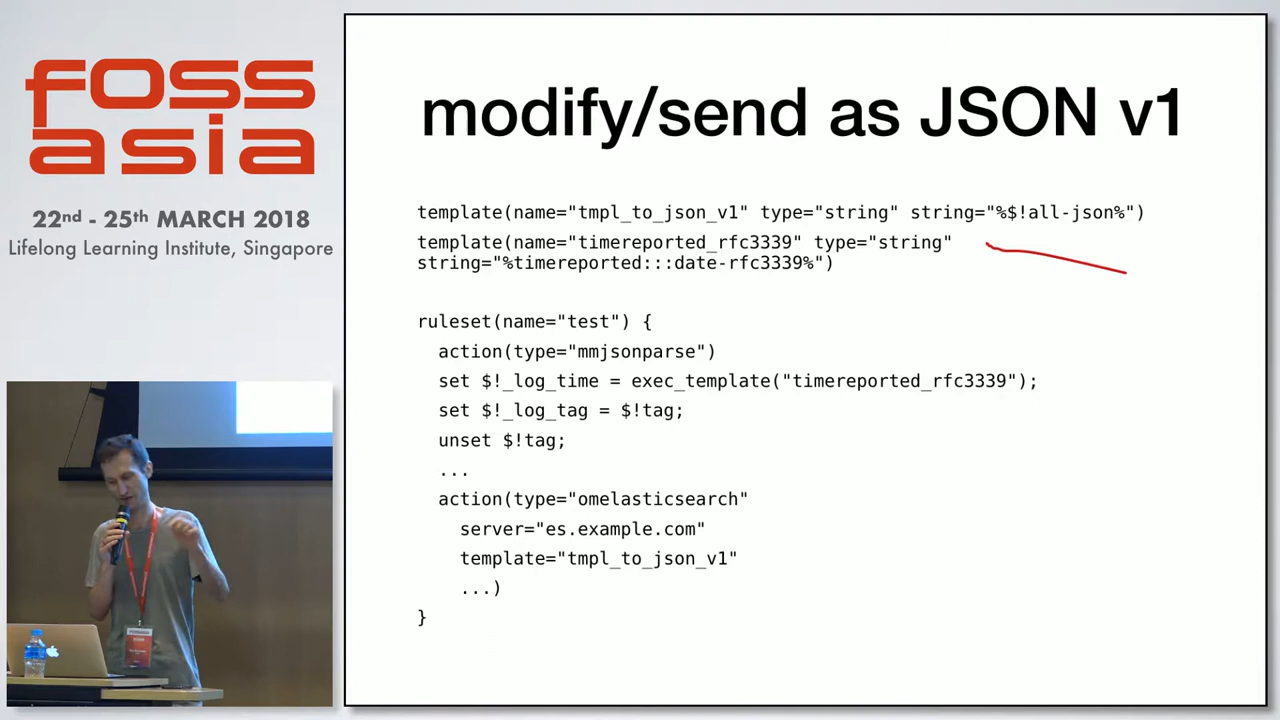 foss
asia
22nd - 25th MARCH 2018
Lifelong Learning Institute, Singapore
modify/send as JSON v1
template(name="tmpl_to_json_v1" type="string" string="%$!all-json%")
template(name="timereported_rfc3339" type="string"
string="%timereported:::date-rfc3339%")
ruleset(name="test") {
action(type="mmjsonparse")
set $!_log_time = exec_template("timereported_rfc3339");
set $!_log_tag = $!tag;
unset $!tag;
...
action(type="omelasticsearch"
server="es.example.com"
template="tmpl_to_json_v1"
...)
}